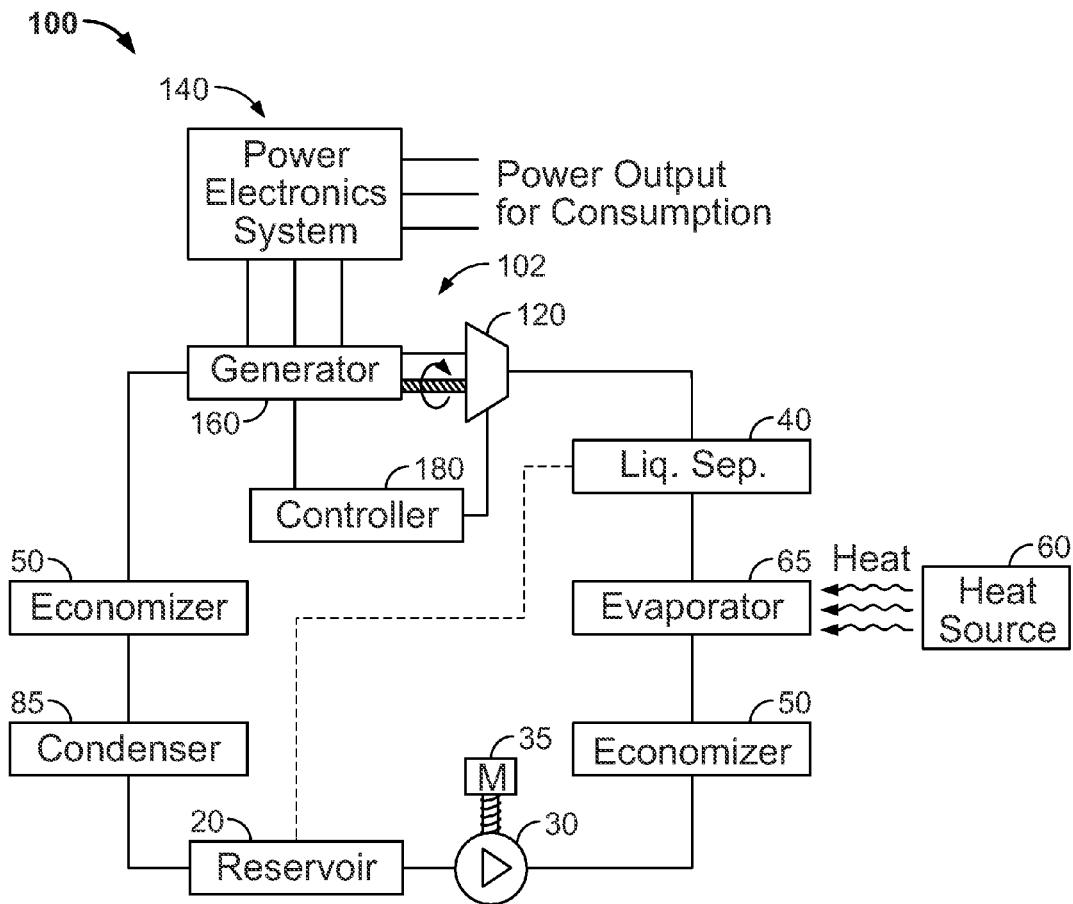 100
140
Power
Electronics
System
Power Output
for Consumption
102
120
Generator
160
40
Liq. Sep.
180
Controller
50
Economizer
65
Evaporator
Heat
60
Heat
Source
85
Condenser
50
Economizer
35
M
20
Reservoir
30